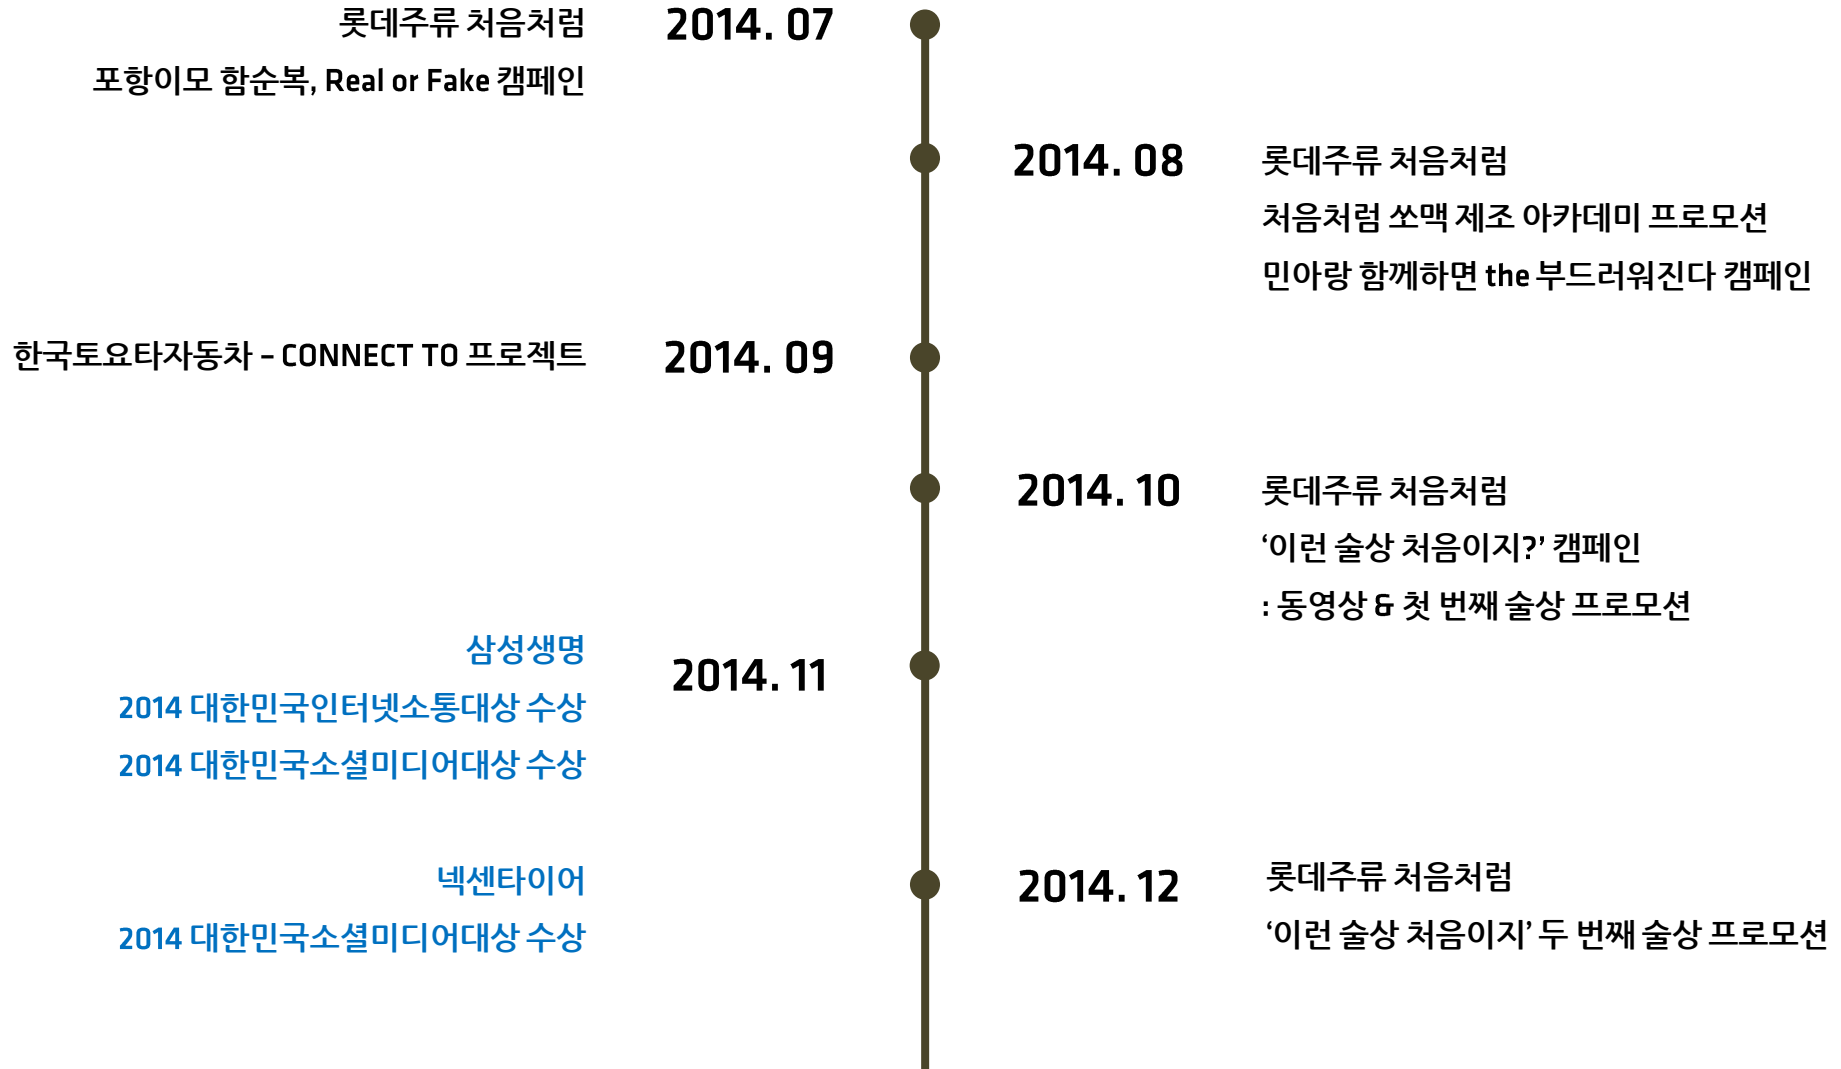 2014. 07
롯데주류 처음처럼
포항이모 함순복, Real or Fake 캠페인
2014. 08
롯데주류 처음처럼
처음처럼 쏘맥 제조 아카데미 프로모션
민아랑 함께하면 the 부드러워진다 캠페인
2014. 09
한국토요타자동차 – CONNECT TO 프로젝트
2014. 10
롯데주류 처음처럼
‘이런 술상 처음이지?’ 캠페인
: 동영상 & 첫 번째 술상 프로모션
2014. 11
삼성생명
2014 대한민국인터넷소통대상 수상
2014 대한민국소셜미디어대상 수상
넥센타이어
2014 대한민국소셜미디어대상 수상
2014. 12
롯데주류 처음처럼
‘이런 술상 처음이지’ 두 번째 술상 프로모션